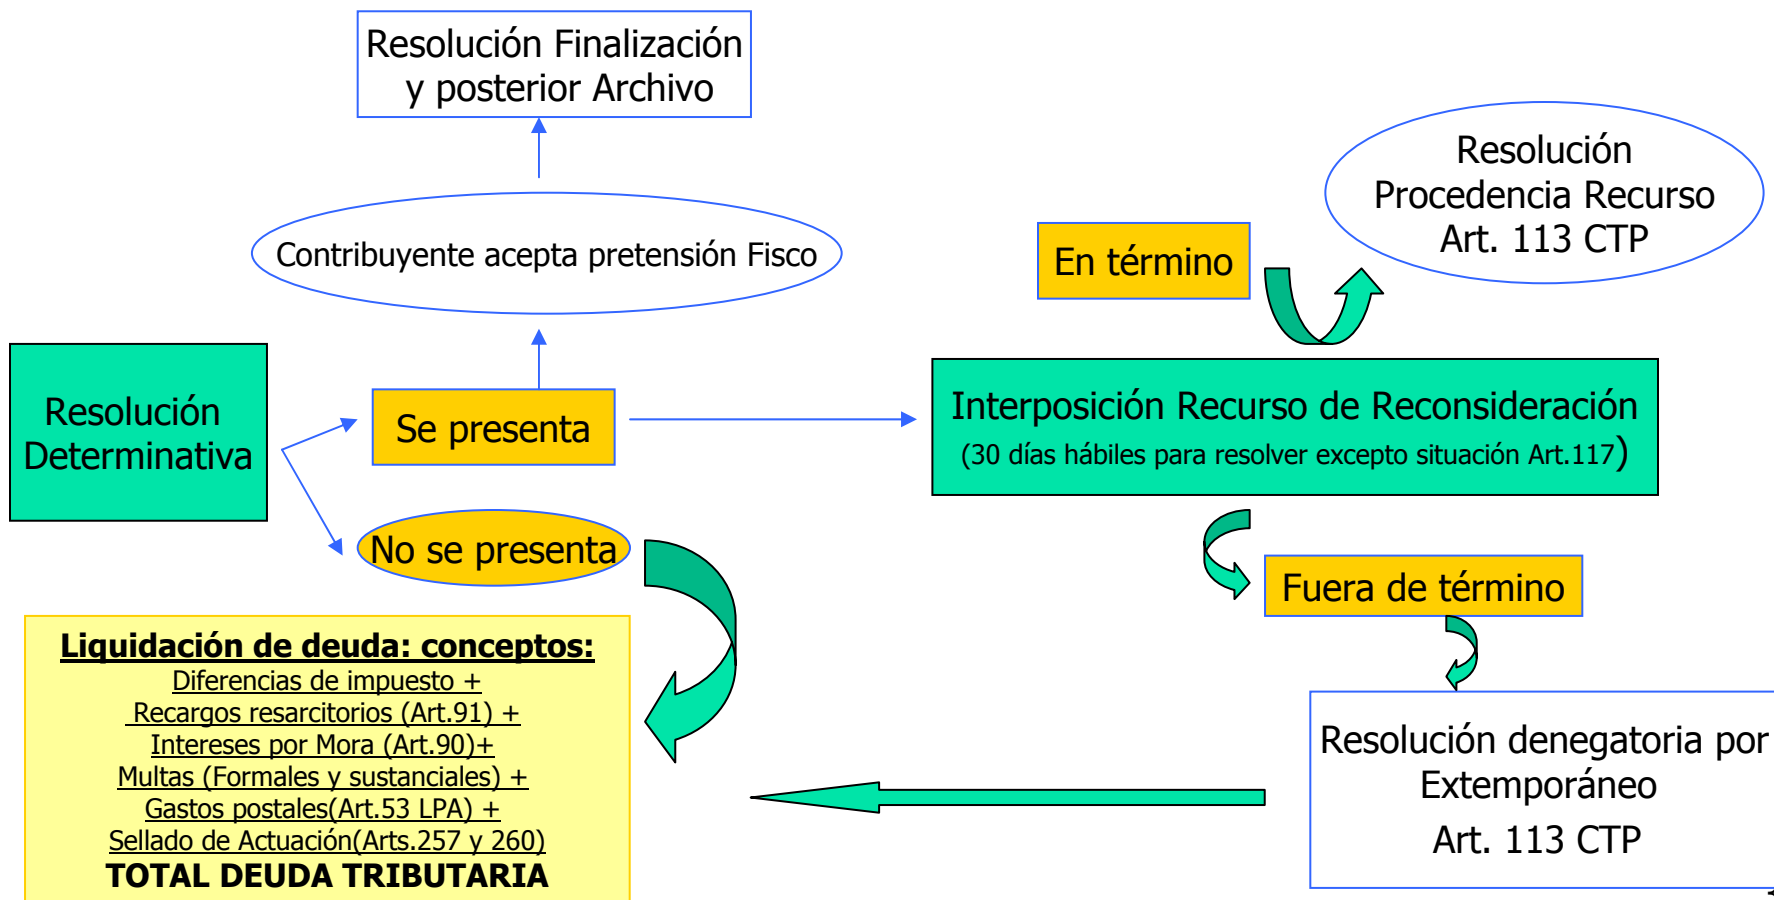 Resolución Finalización
y posterior Archivo
Resolución
Procedencia Recurso
Art. 113 CTP
Contribuyente acepta pretensión Fisco
En término
Resolución
Determinativa
Se presenta
Interposición Recurso de Reconsideración
(30 días hábiles para resolver excepto situación Art.117)
No se presenta
Fuera de término
Liquidación de deuda: conceptos:
Diferencias de impuesto +
Recargos resarcitorios (Art.91) +
Intereses por Mora (Art.90)+
Multas (Formales y sustanciales) +
Gastos postales(Art.53 LPA) +
Sellado de Actuación(Arts.257 y 260)
TOTAL DEUDA TRIBUTARIA
Resolución denegatoria por
Extemporáneo
Art. 113 CTP